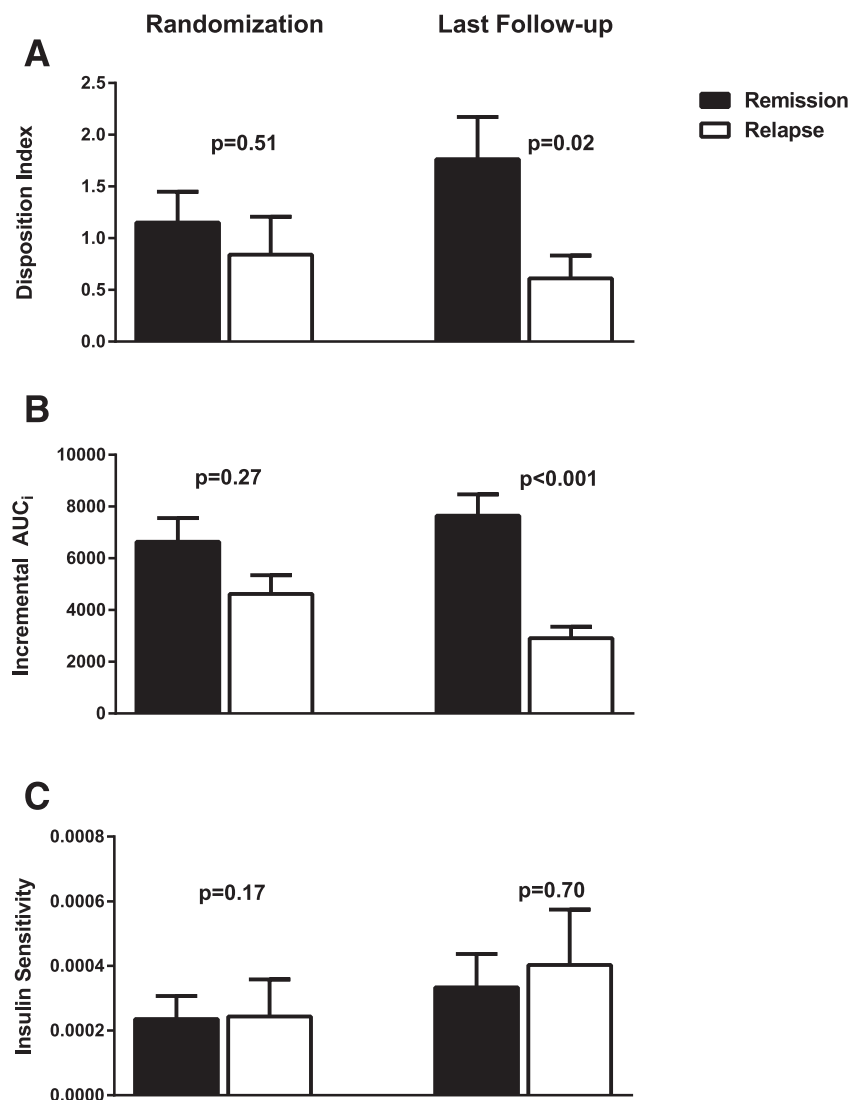 Randomization Last Follow-up
A
2.5
2.0
1.5
1.0
0.5
0.0
Disposition Index
p=0.51
p=0.02
Remission
Relapse
B
10000
8000
6000
4000
2000
0
Incremental AUCi
p=0.27
p<0.001
C
0.0008
0.0006
0.0004
0.0002
0.0000
Insulin Sensitivity
p=0.17
p=0.70